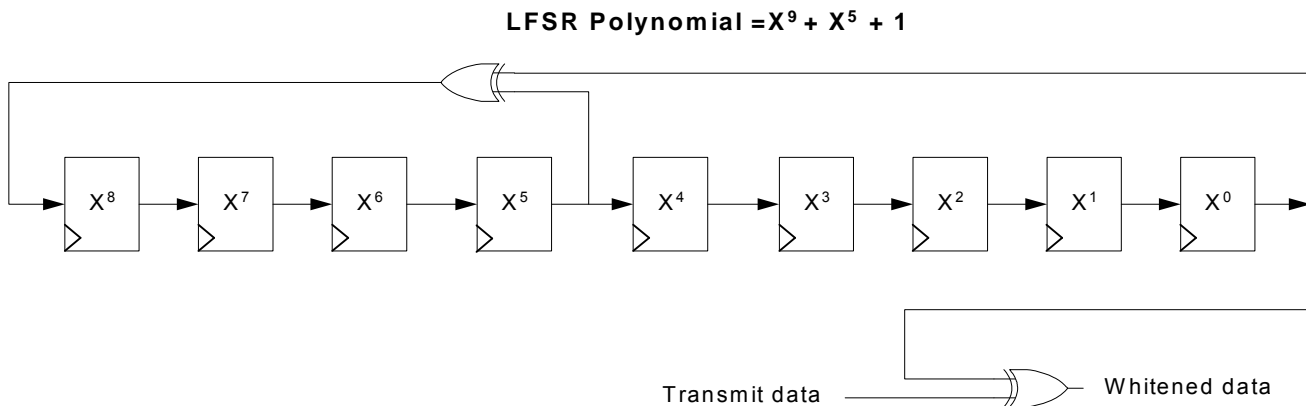 LFSR Polynomial =X⁹ + X⁵ + 1
X⁸ X⁷ X⁶ X⁵ X⁴ X³ X² X¹ X⁰
Transmit data
Whitened data